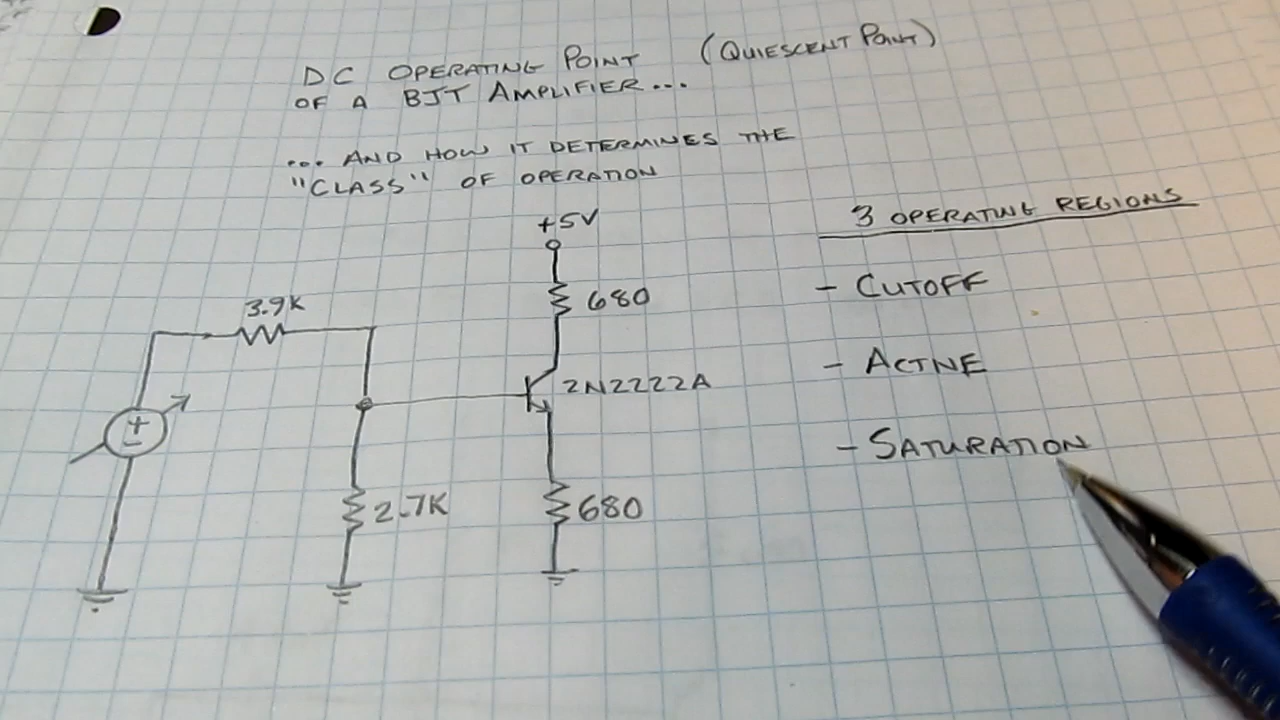 DC OPERATING POINT (QUIESCENT POINT)
OF A BJT AMPLIFIER...
... AND HOW IT DETERMINES THE
"CLASS" OF OPERATION
3 OPERATING REGIONS
+5V
680
- CUTOFF
3.9K
2N2222A
- ACTIVE
+
-
- SATURATION
2.7K
680